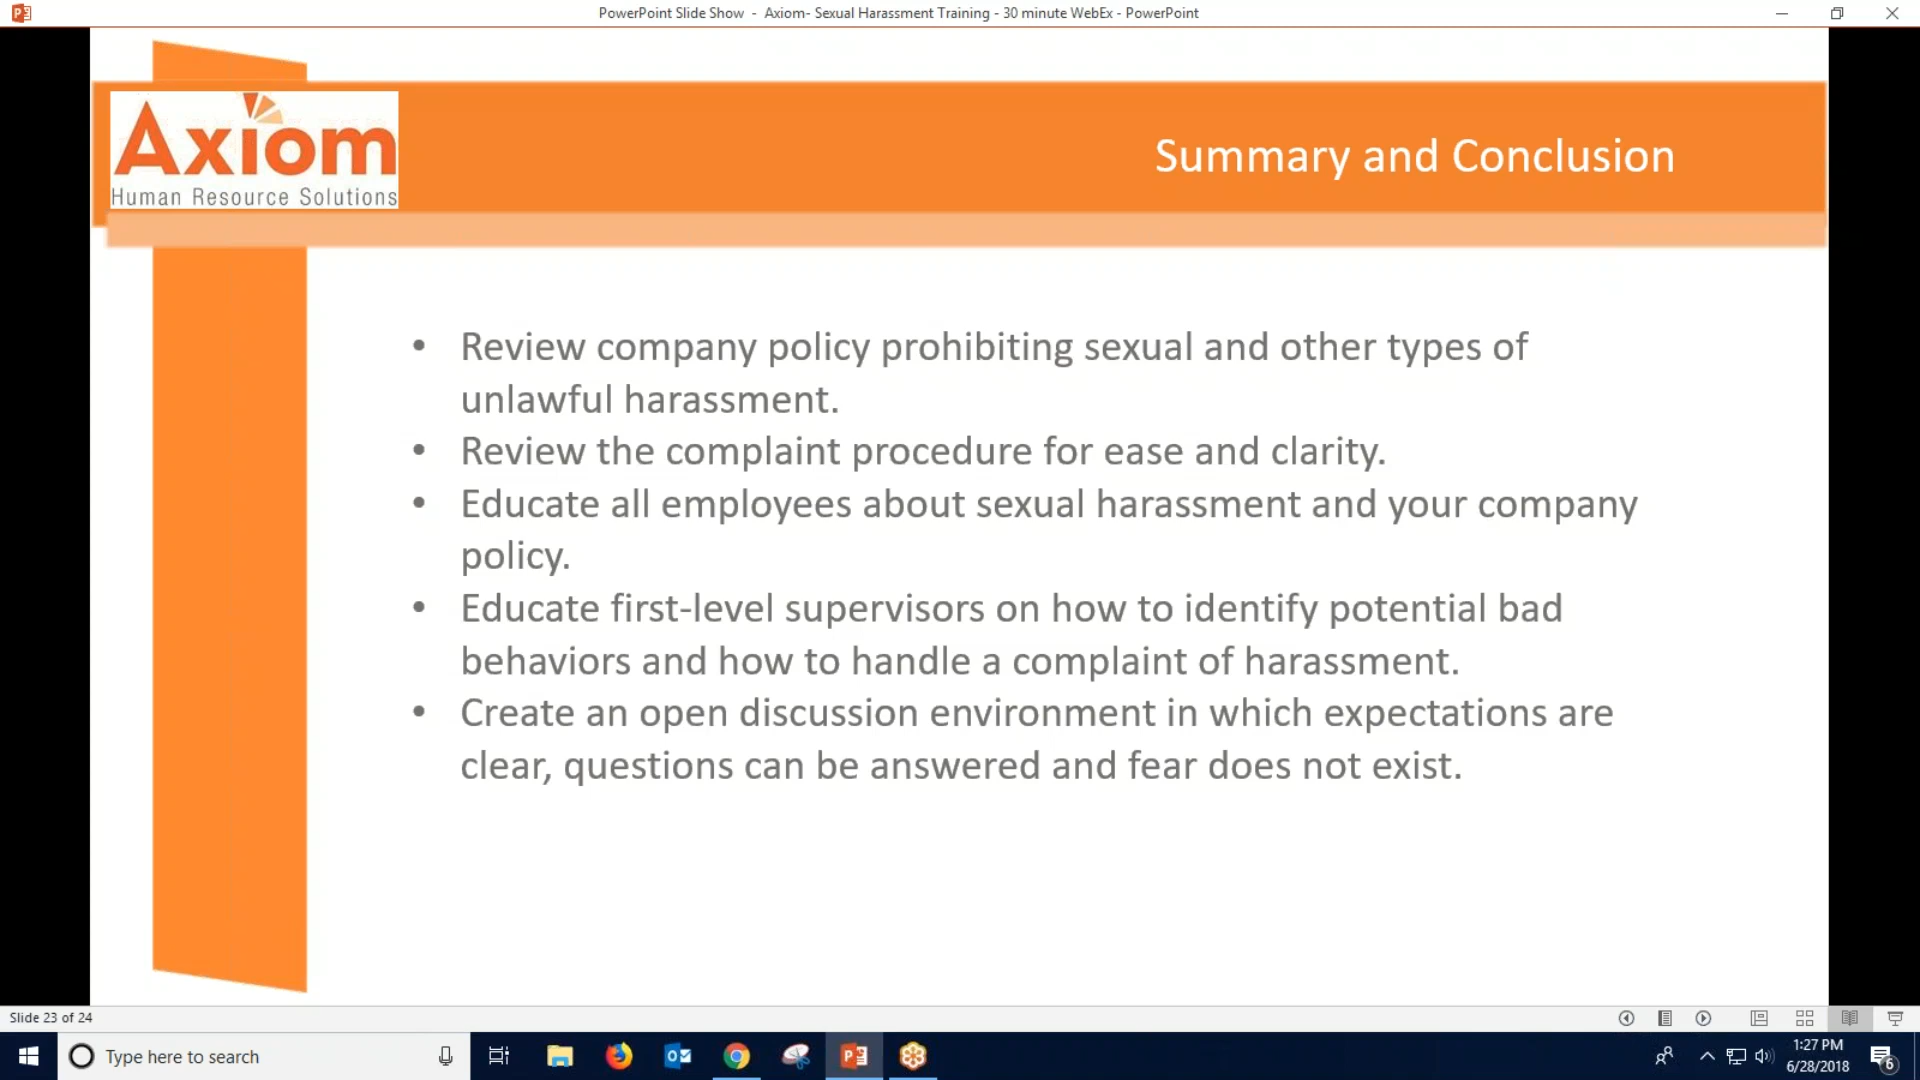 PowerPoint Slide Show - Axiom- Sexual Harassment Training - 30 minute WebEx - PowerPoint
Axiom
Human Resource Solutions
Summary and Conclusion
• Review company policy prohibiting sexual and other types of
unlawful harassment.
• Review the complaint procedure for ease and clarity.
• Educate all employees about sexual harassment and your company
policy.
• Educate first-level supervisors on how to identify potential bad
behaviors and how to handle a complaint of harassment.
• Create an open discussion environment in which expectations are
clear, questions can be answered and fear does not exist.
Slide 23 of 24
Type here to search
1:27 PM
6/28/2018
6